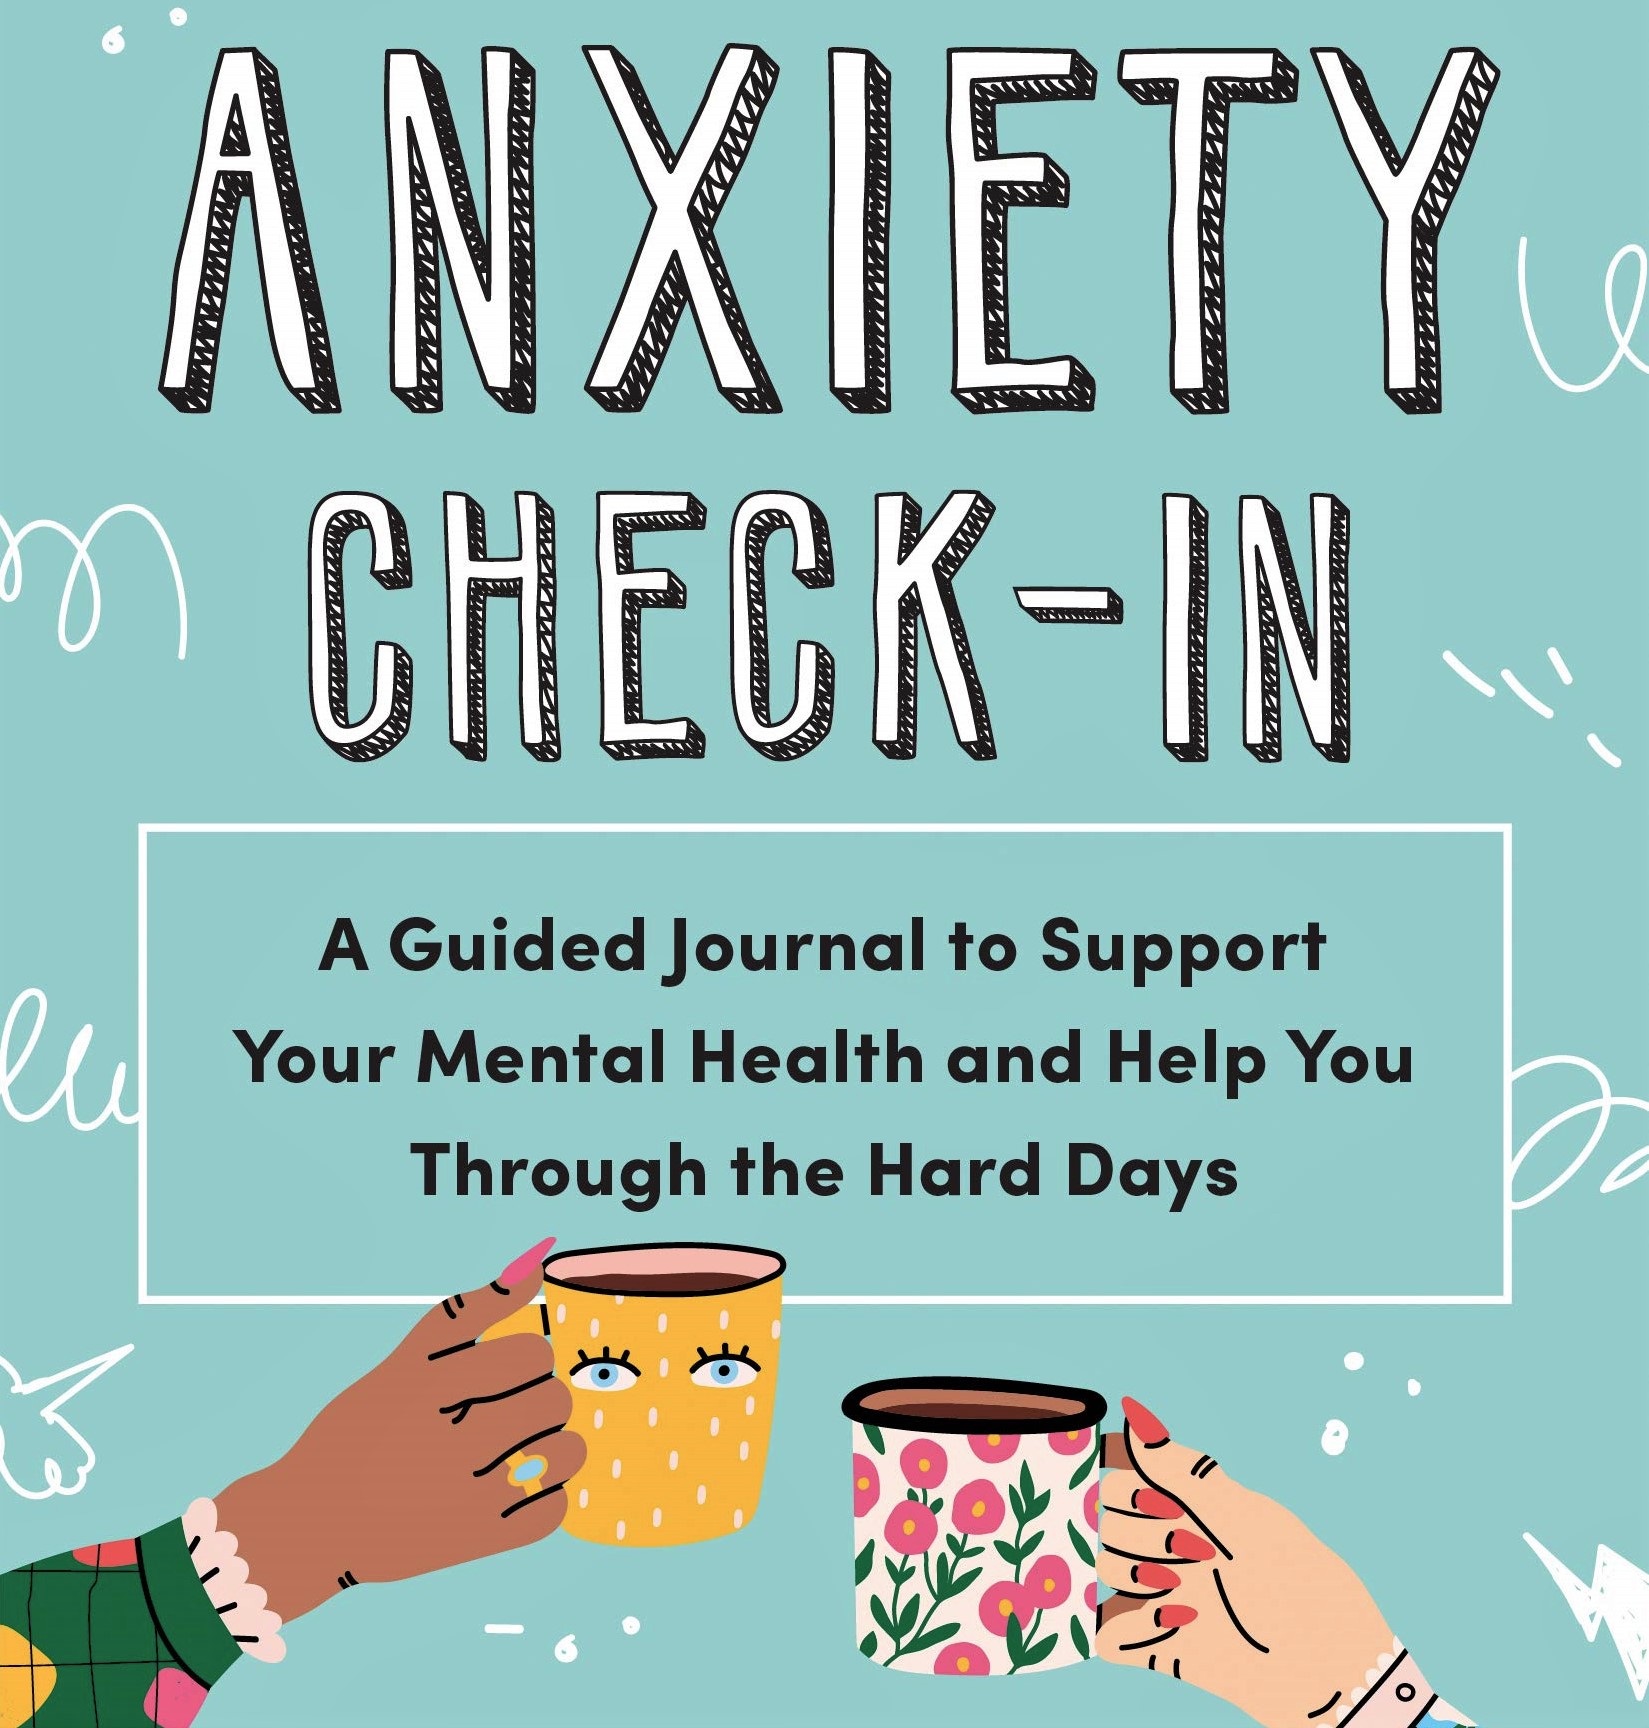 ANXIETY
CHECK-IN
A Guided Journal to Support
Your Mental Health and Help You
Through the Hard Days